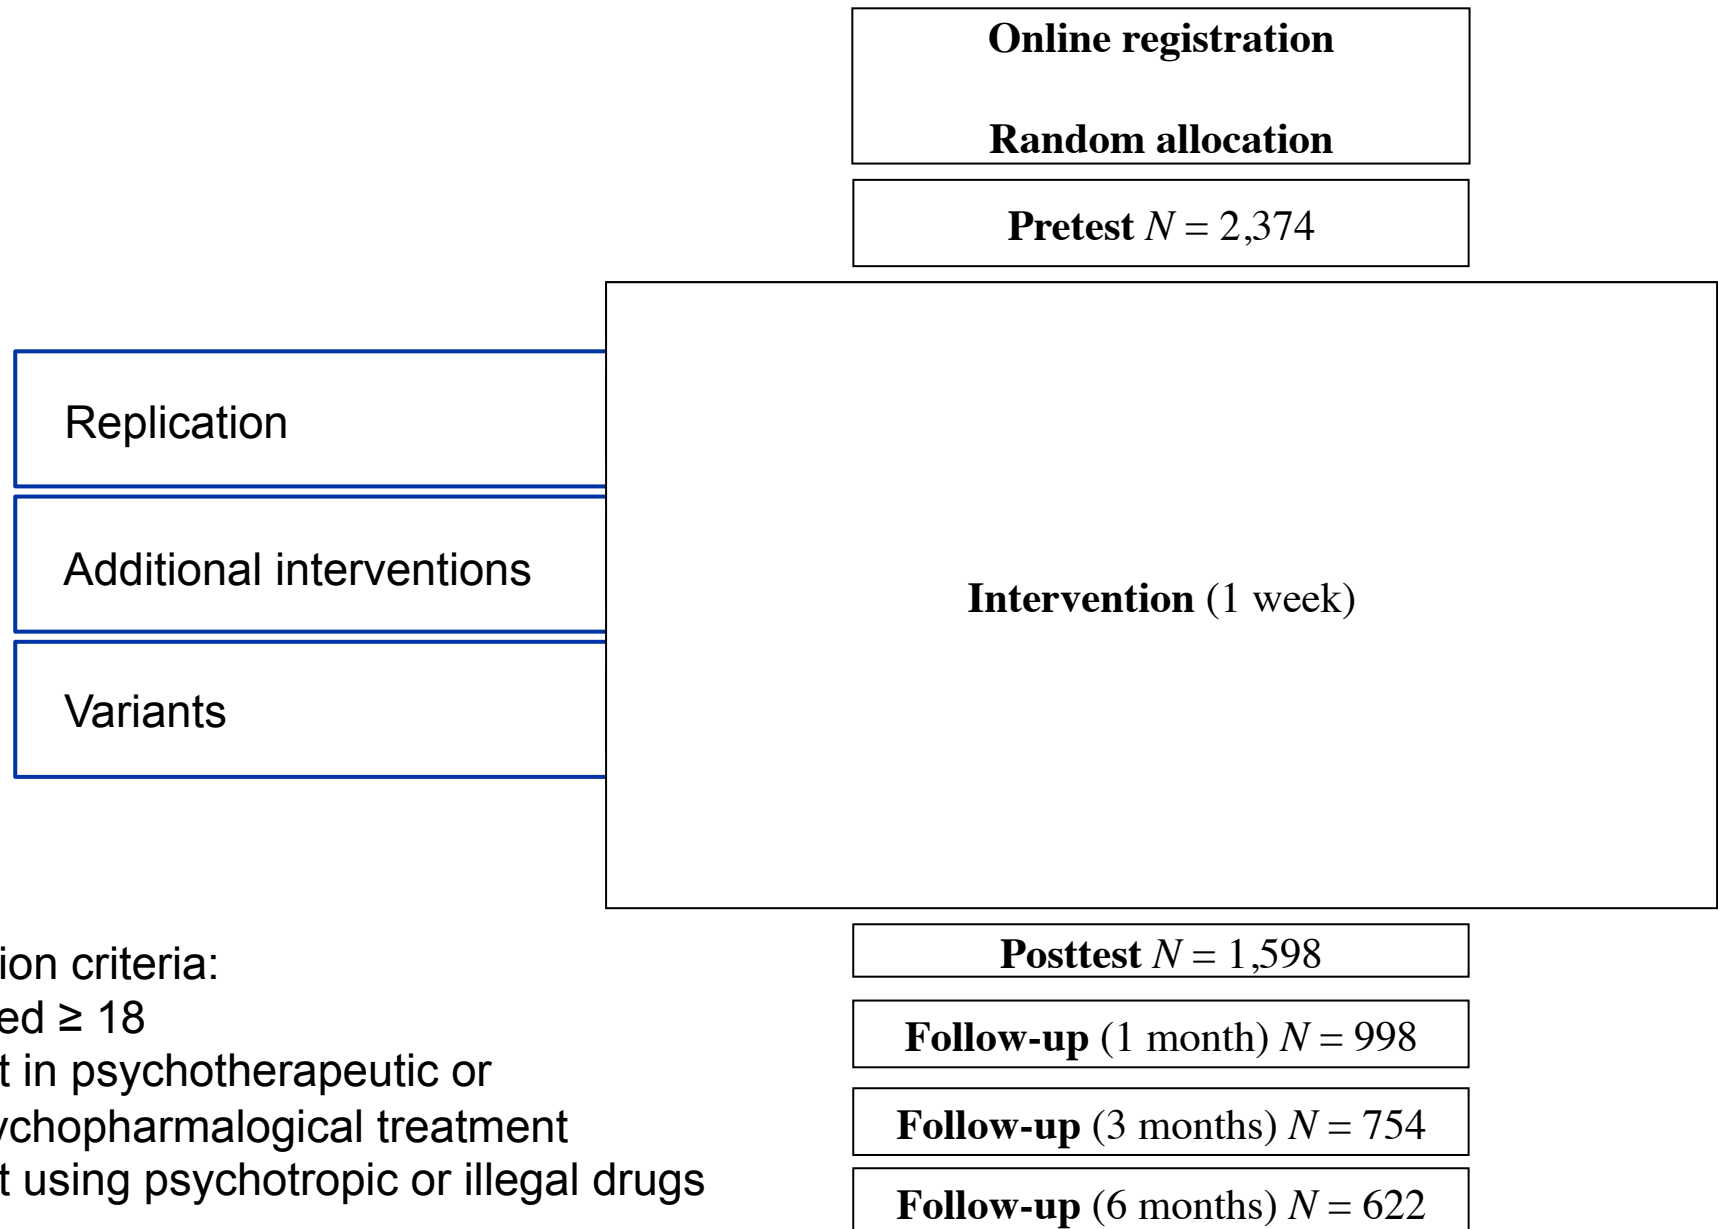 Online registration
Random allocation
Pretest N = 2,374
Replication
Additional interventions
Variants
Intervention (1 week)
Posttest N = 1,598
Follow-up (1 month) N = 998
Follow-up (3 months) N = 754
Follow-up (6 months) N = 622
ion criteria:
ed ≥ 18
t in psychotherapeutic or
ychopharmalogical treatment
t using psychotropic or illegal drugs